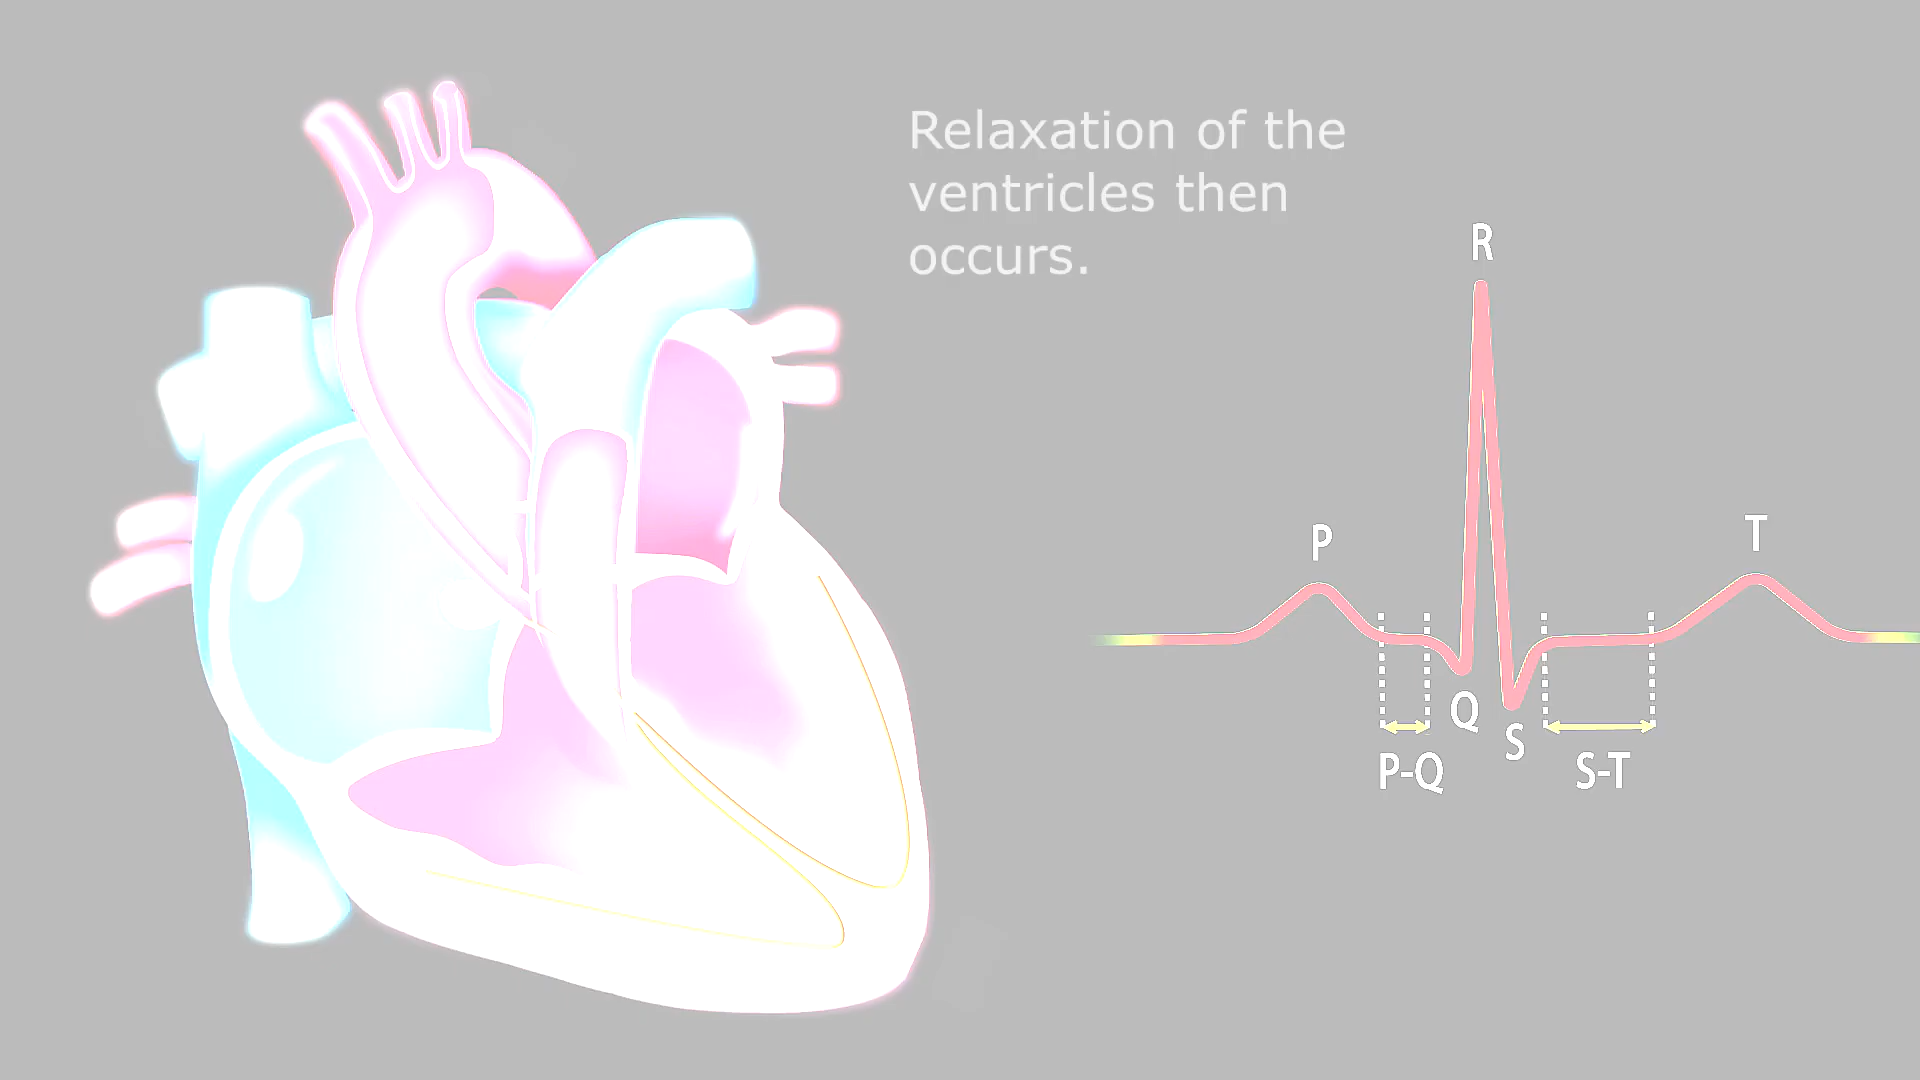 Relaxation of the
ventricles then
occurs.
R
P
T
Q
S
P-Q
S-T